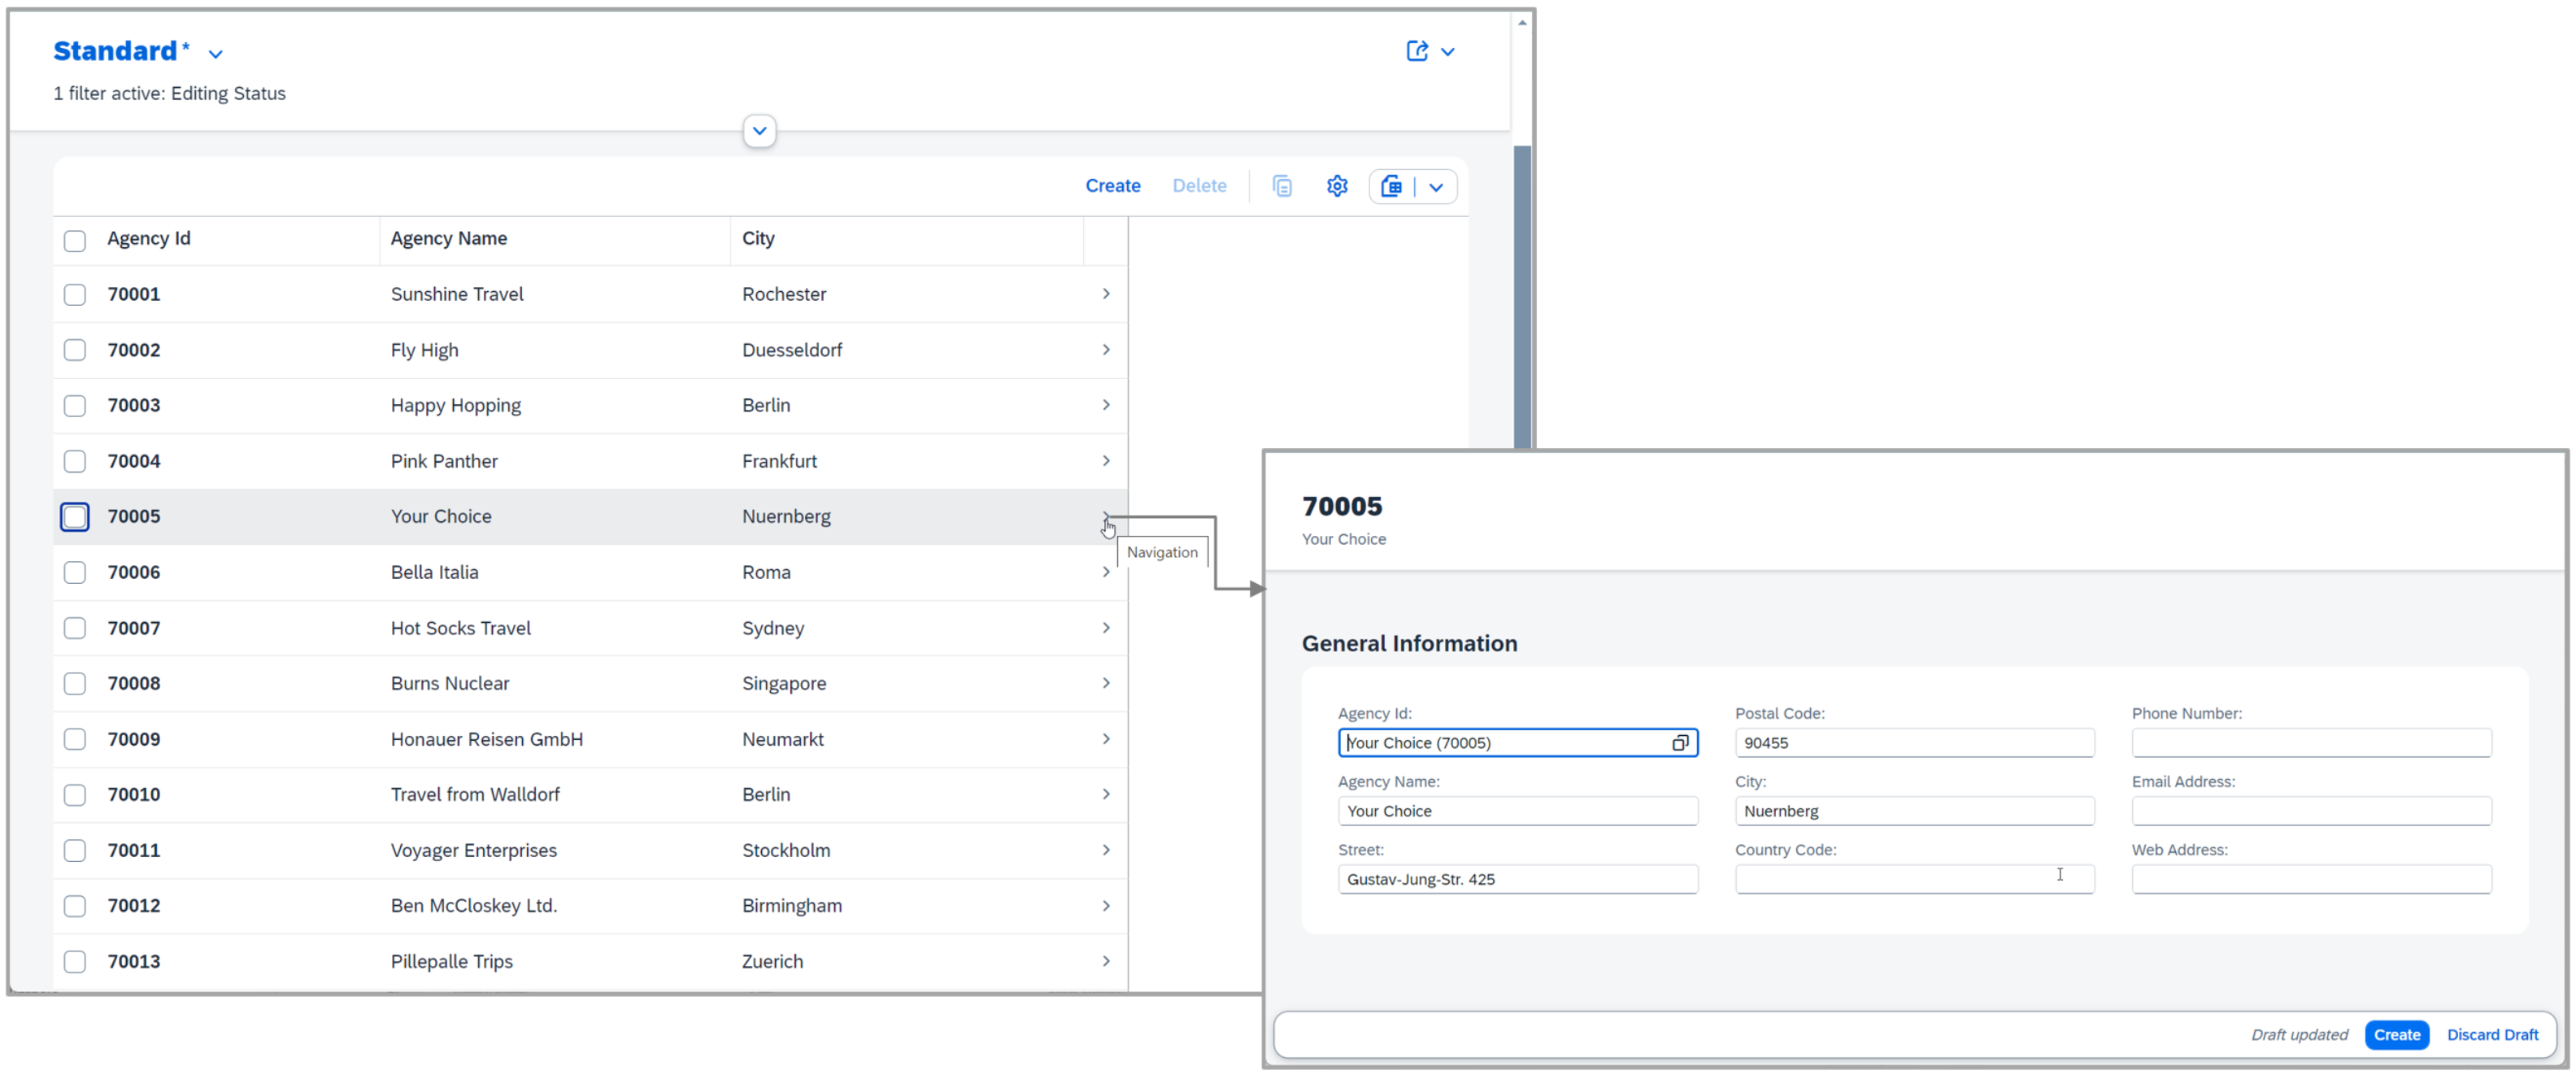 Standard*
1 filter active: Editing Status
Create Delete
Agency Id Agency Name City
70001 Sunshine Travel Rochester
70002 Fly High Duesseldorf
70003 Happy Hopping Berlin
70004 Pink Panther Frankfurt
70005 Your Choice Nuernberg
Navigation
70006 Bella Italia Roma
70007 Hot Socks Travel Sydney
70008 Burns Nuclear Singapore
70009 Honauer Reisen GmbH Neumarkt
70010 Travel from Walldorf Berlin
70011 Voyager Enterprises Stockholm
70012 Ben McCloskey Ltd. Birmingham
70013 Pillepalle Trips Zuerich
70005
Your Choice
General Information
Agency Id: Postal Code: Phone Number:
Your Choice (70005) 90455
Agency Name: City: Email Address:
Your Choice Nuernberg
Street: Country Code: Web Address:
Gustav-Jung-Str. 425
Draft updated Create Discard Draft